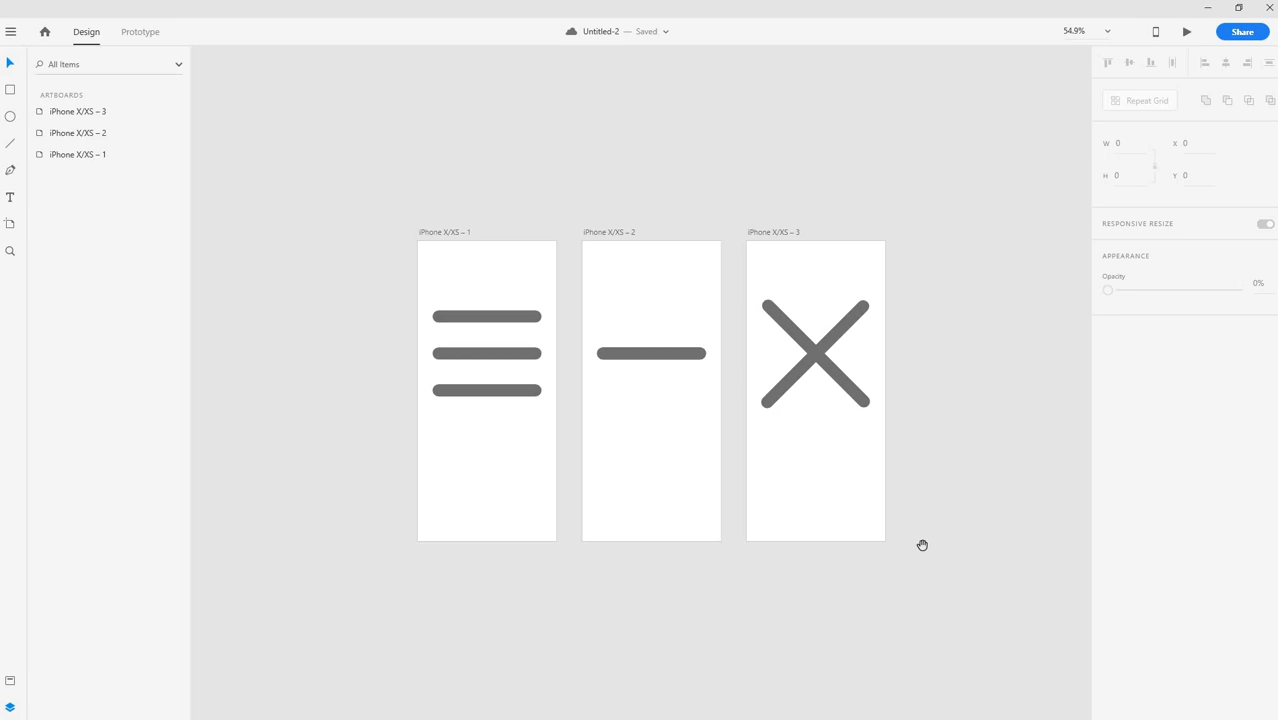 Design Prototype Untitled-2 — Saved 54.9% Share
All Items
ARTBOARDS
iPhone X/XS – 3
iPhone X/XS – 2
iPhone X/XS – 1
iPhone X/XS – 1 iPhone X/XS – 2 iPhone X/XS – 3
Repeat Grid
W 0 X 0
H 0 Y 0
RESPONSIVE RESIZE
APPEARANCE
Opacity
0%
T